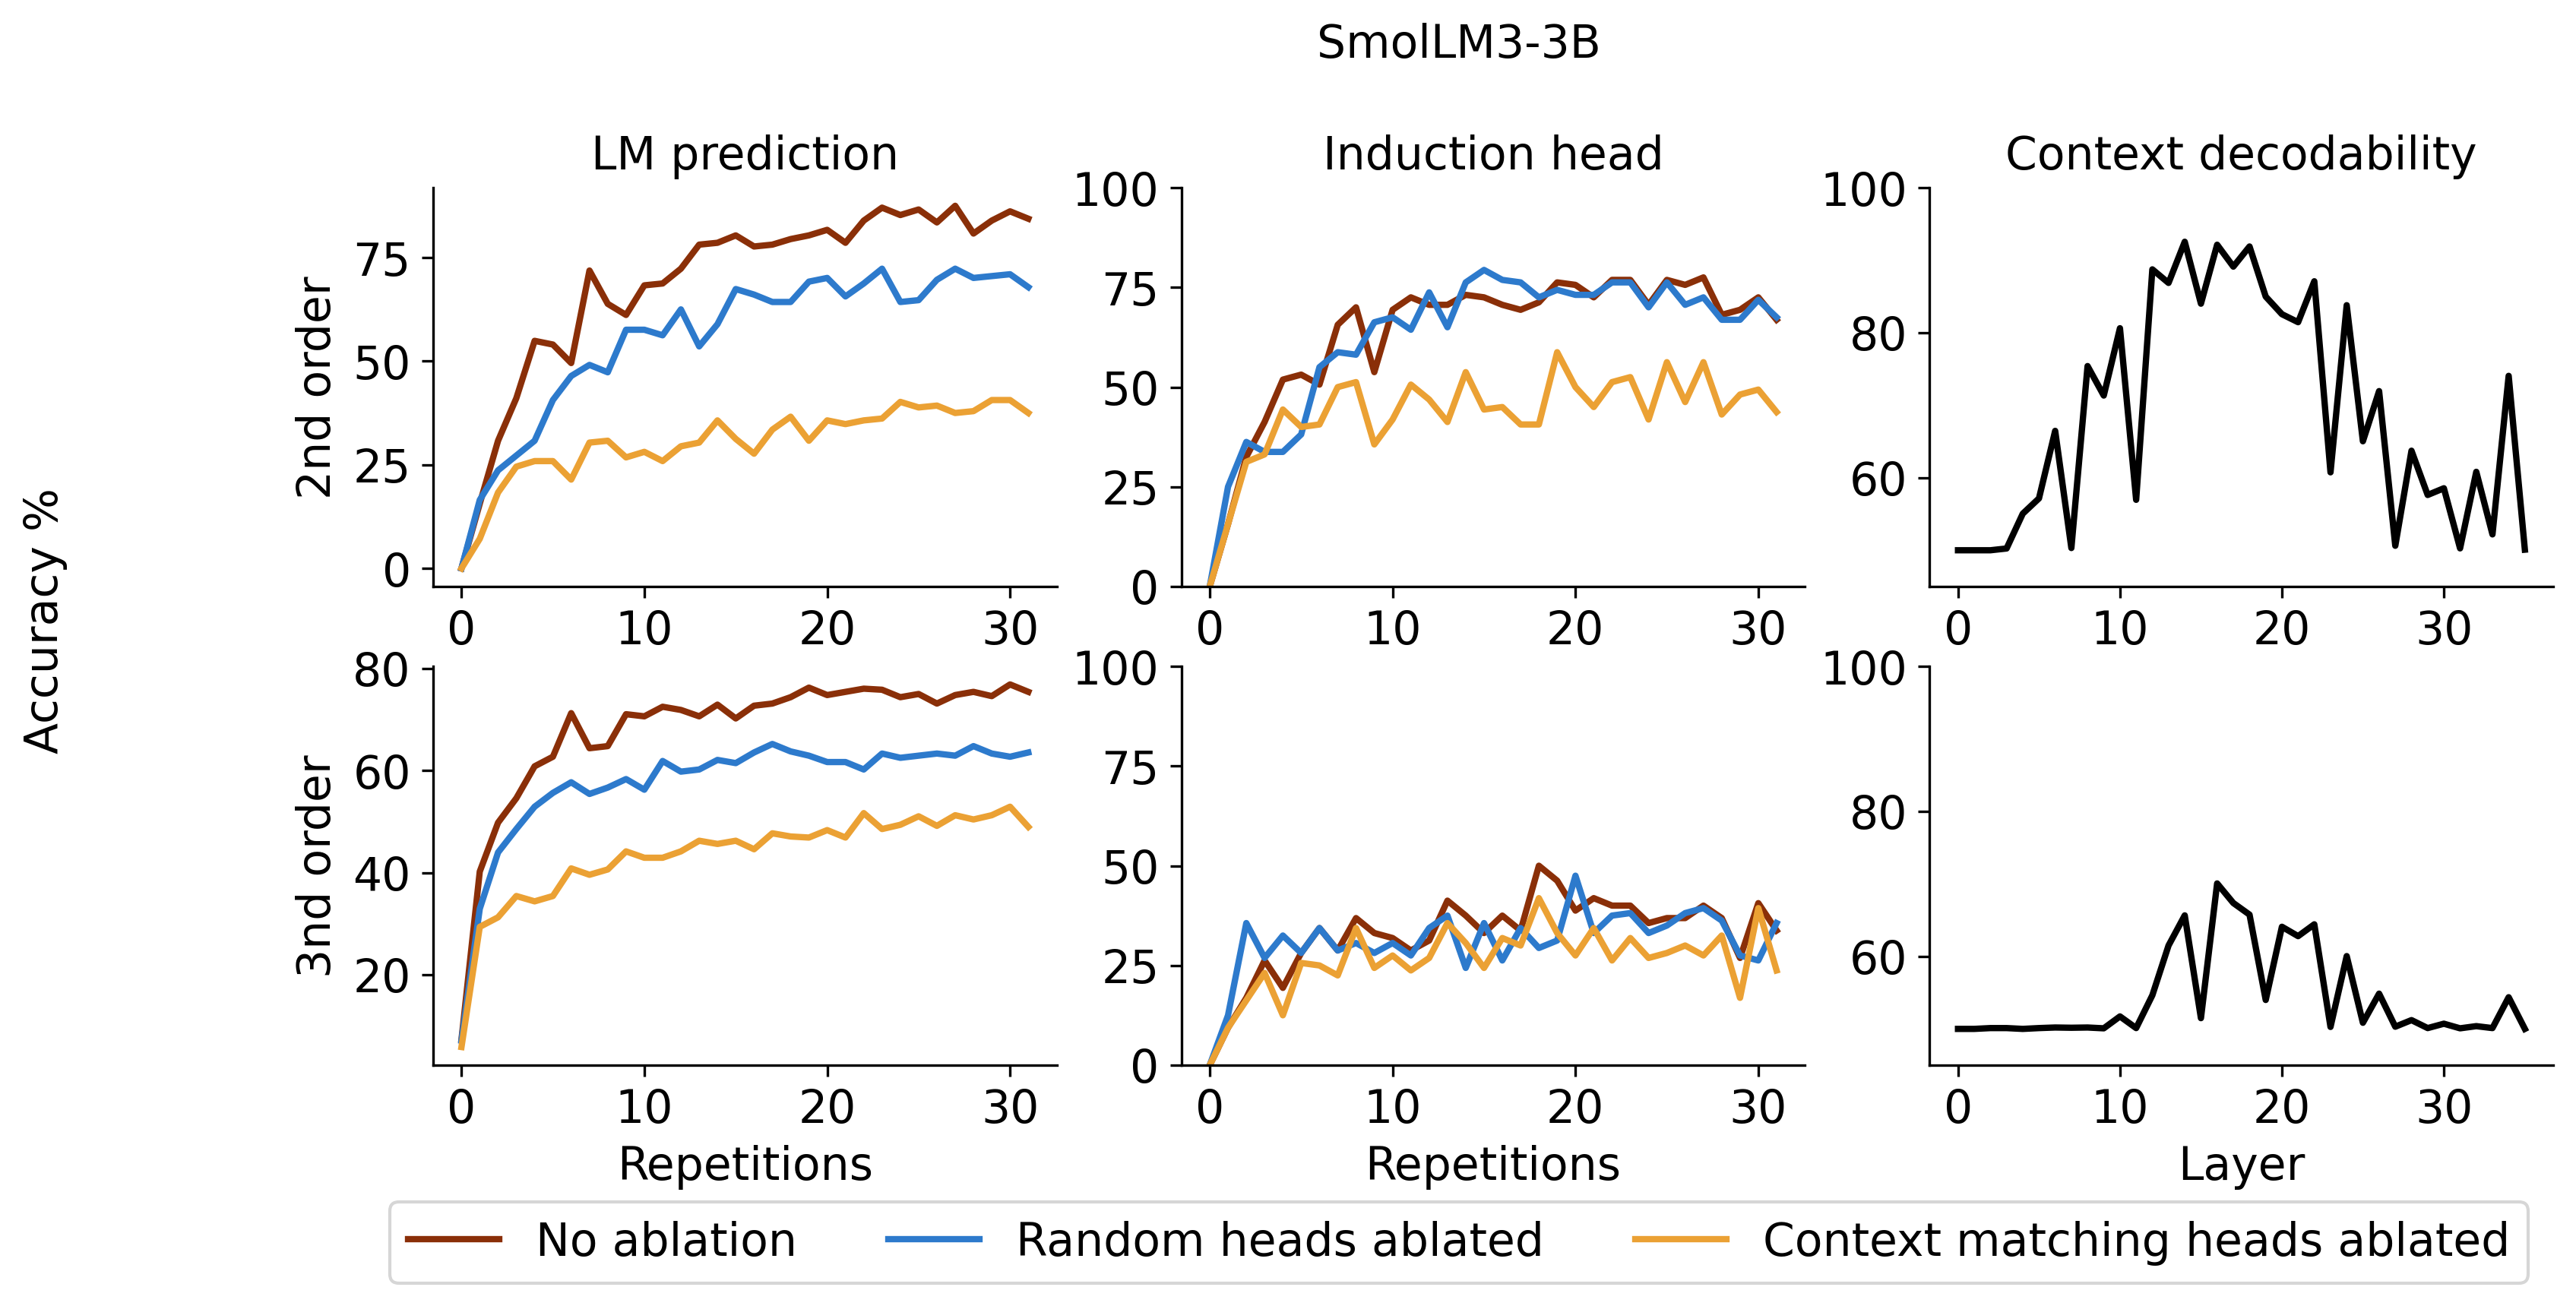 SmolLM3-3B
LM prediction
Induction head
Context decodability
Accuracy %
2nd order
75
50
25
0
0 10 20 30
100
75
50
25
0
0 10 20 30
100
80
60
0 10 20 30
3nd order
80
60
40
20
0 10 20 30
Repetitions
100
75
50
25
0
0 10 20 30
Repetitions
100
80
60
0 10 20 30
Layer
No ablation
Random heads ablated
Context matching heads ablated